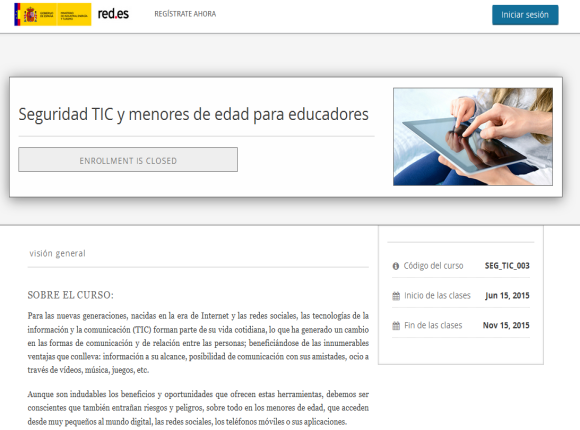 red.es
REGÍSTRATE AHORA
Iniciar sesión
Seguridad TIC y menores de edad para educadores
ENROLLMENT IS CLOSED
visión general
Código del curso SEG_TIC_003
Inicio de las clases Jun 15, 2015
Fin de las clases Nov 15, 2015
SOBRE EL CURSO:
Para las nuevas generaciones, nacidas en la era de Internet y las redes sociales, las tecnologías de la
información y la comunicación (TIC) forman parte de su vida cotidiana, lo que ha generado un cambio
en las formas de comunicación y de relación entre las personas; beneficiándose de las innumerables
ventajas que conlleva: información a su alcance, posibilidad de comunicación con sus amistades, ocio a
través de vídeos, música, juegos, etc.
Aunque son indudables los beneficios y oportunidades que ofrecen estas herramientas, debemos ser
conscientes que también entrañan riesgos y peligros, sobre todo en los menores de edad, que acceden
desde muy pequeños al mundo digital, las redes sociales, los teléfonos móviles o sus aplicaciones.